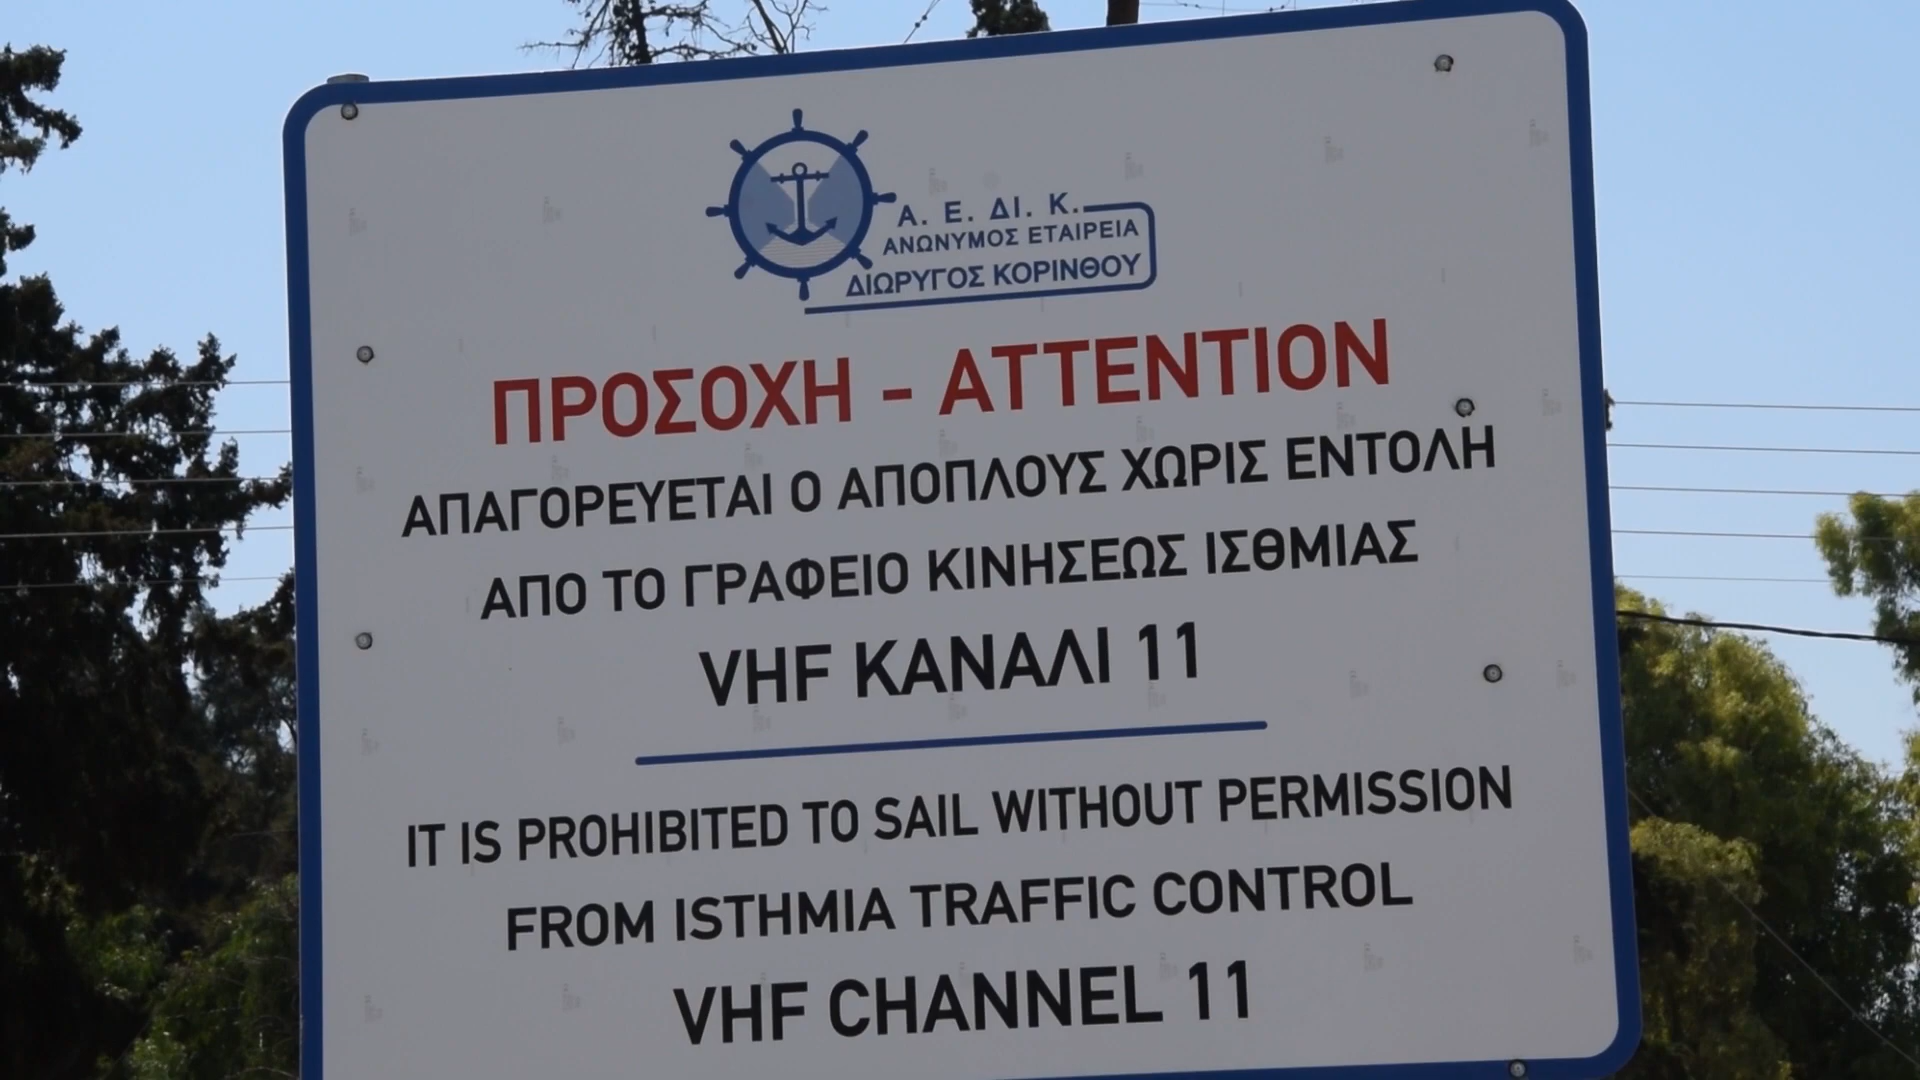 Α. Ε. ΔΙ. Κ.
ΑΝΩΝΥΜΟΣ ΕΤΑΙΡΕΙΑ
ΔΙΩΡΥΓΟΣ ΚΟΡΙΝΘΟΥ
ΠΡΟΣΟΧΗ - ATTENTION
ΑΠΑΓΟΡΕΥΕΤΑΙ Ο ΑΠΟΠΛΟΥΣ ΧΩΡΙΣ ΕΝΤΟΛΗ
ΑΠΟ ΤΟ ΓΡΑΦΕΙΟ ΚΙΝΗΣΕΩΣ ΙΣΘΜΙΑΣ
VHF ΚΑΝΑΛΙ 11
IT IS PROHIBITED TO SAIL WITHOUT PERMISSION
FROM ISTHMIA TRAFFIC CONTROL
VHF CHANNEL 11